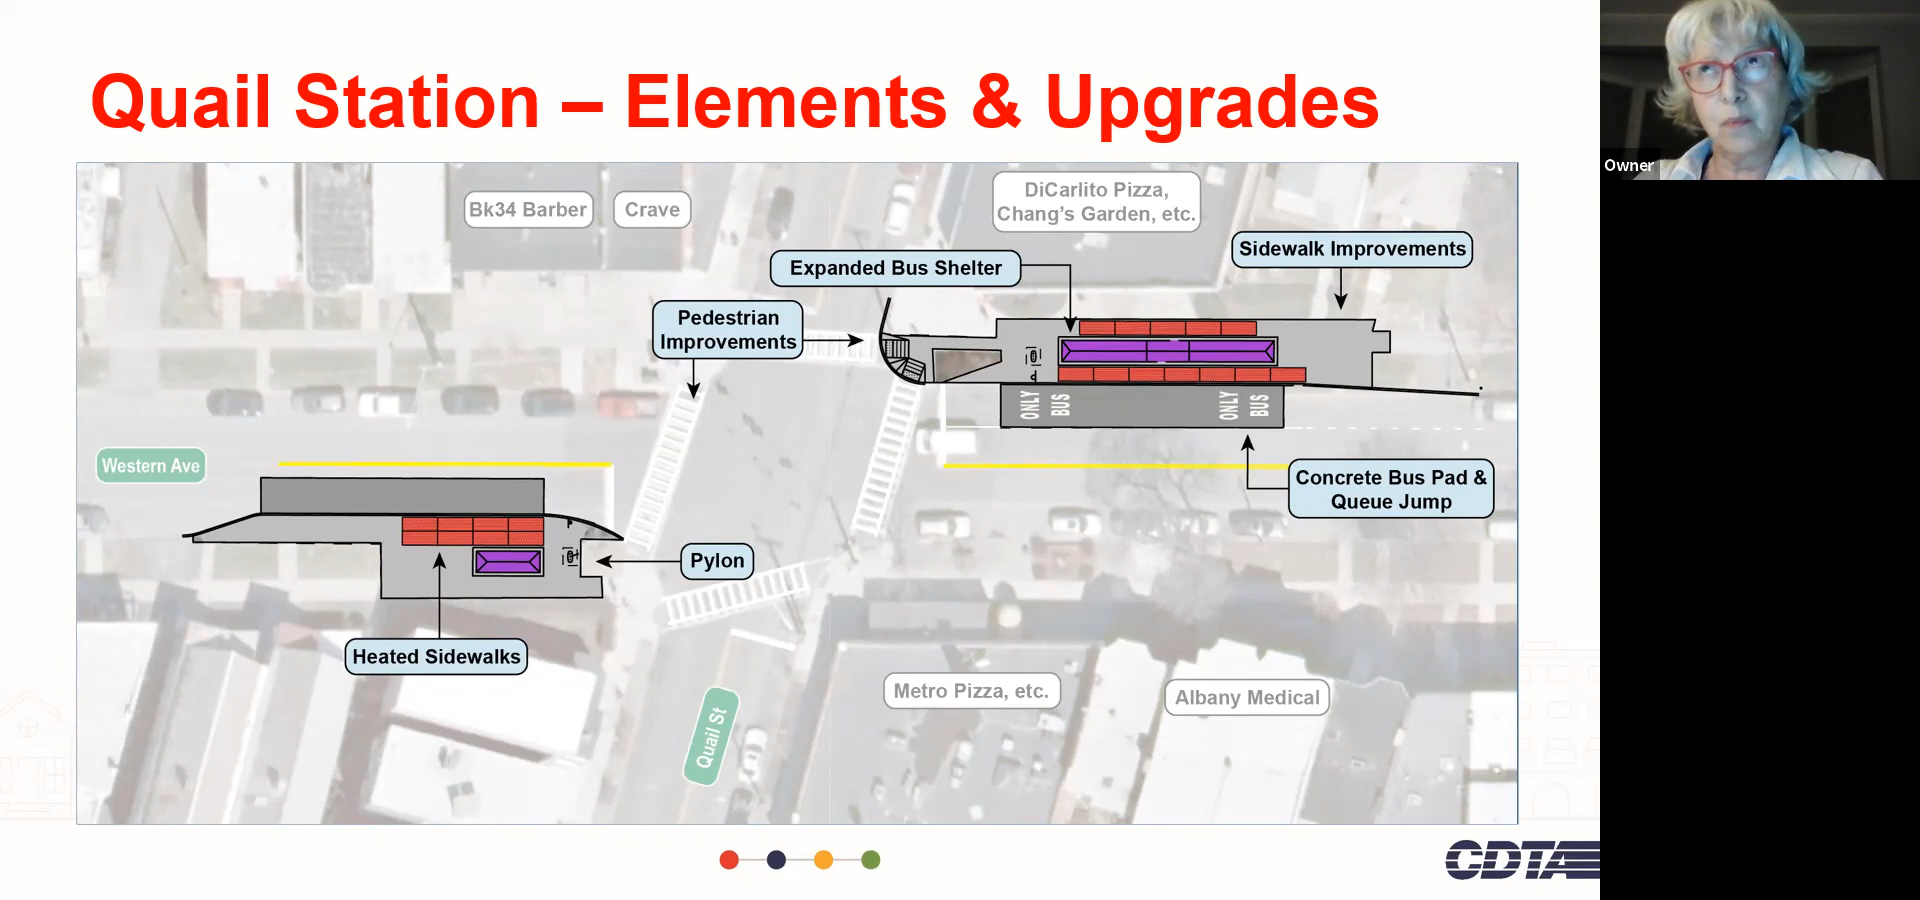 Quail Station – Elements & Upgrades
Owner
Bk34 Barber
Crave
DiCarlito Pizza,
Chang's Garden, etc.
Expanded Bus Shelter
Sidewalk Improvements
Pedestrian
Improvements
ONLY
BUS
ONLY
BUS
Western Ave
Concrete Bus Pad &
Queue Jump
Pylon
Heated Sidewalks
Metro Pizza, etc.
Albany Medical
Quail St
CDTA